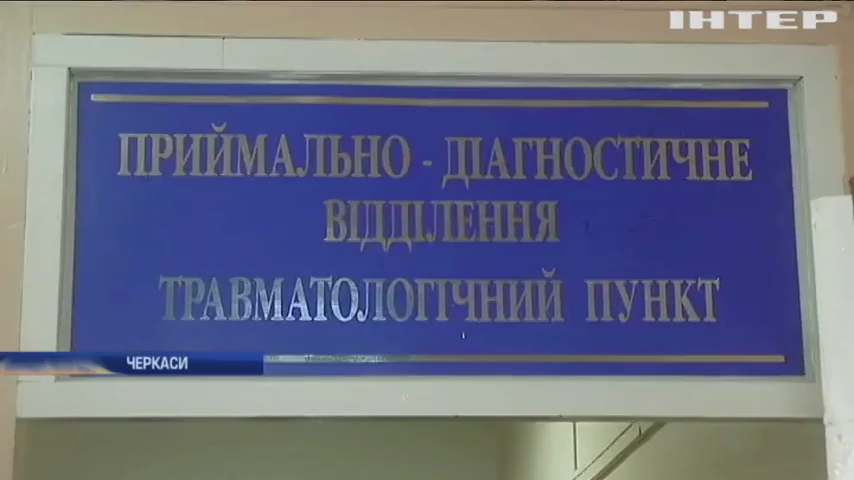 ІНТЕР
ПРИЙМАЛЬНО - ДІАГНОСТИЧНЕ
ВІДДІЛЕННЯ
ТРАВМАТОЛОГІЧНИЙ ПУНКТ
ЧЕРКАСИ